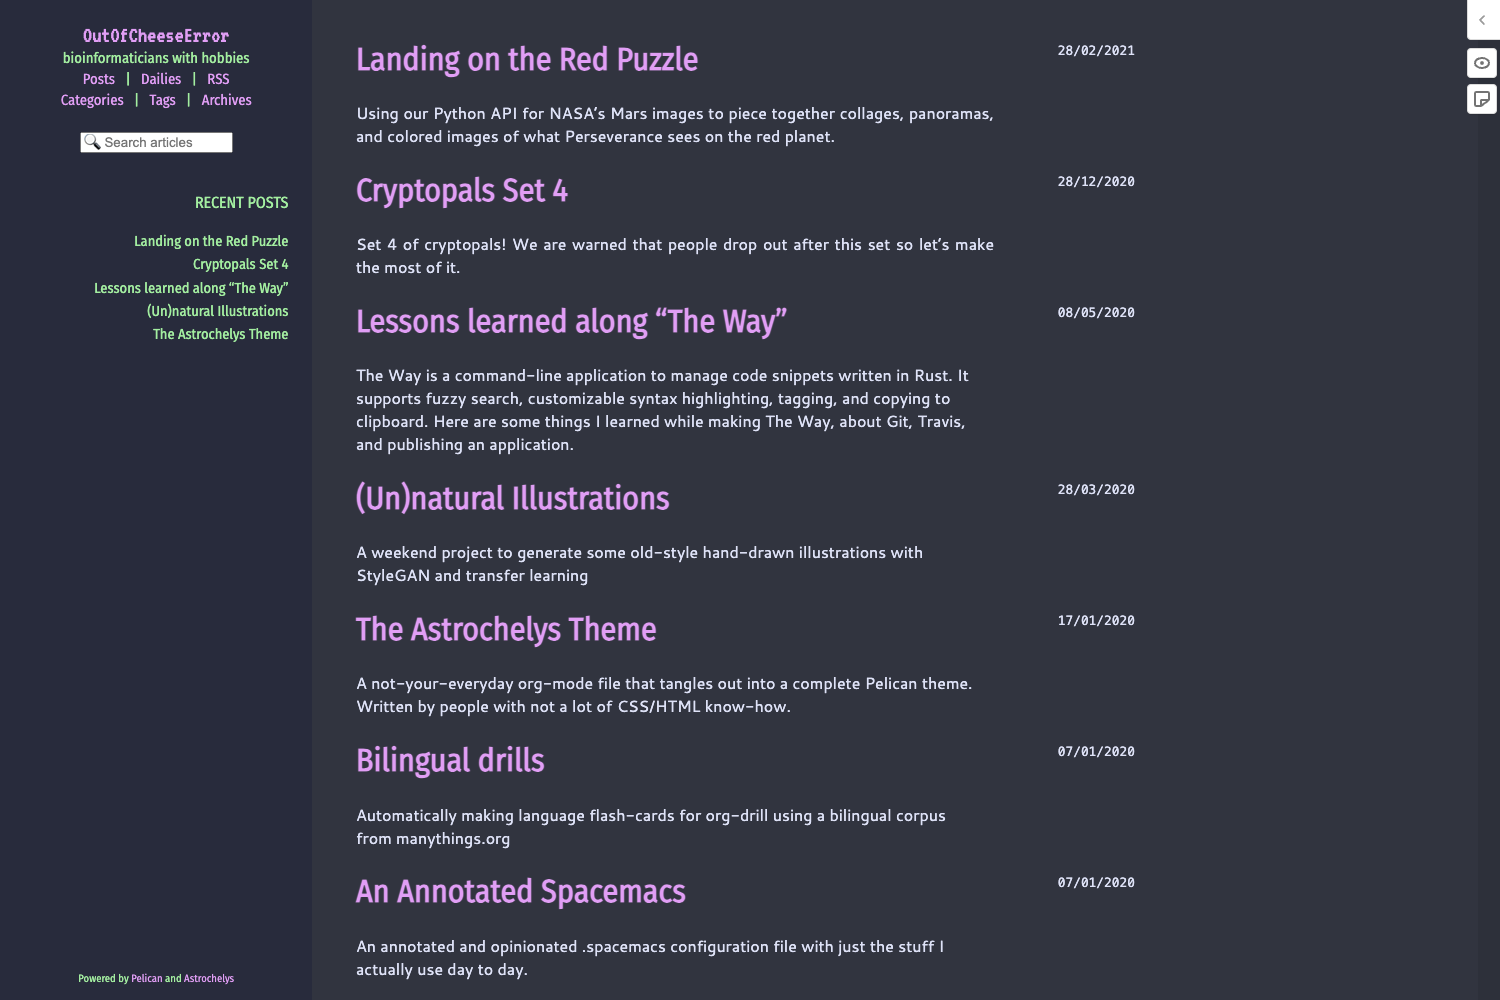 OutOfCheeseError
bioinformaticians with hobbies
Posts | Dailies | RSS
Categories | Tags | Archives
Search articles
RECENT POSTS
Landing on the Red Puzzle
Cryptopals Set 4
Lessons learned along “The Way”
(Un)natural Illustrations
The Astrochelys Theme
Powered by Pelican and Astrochelys
Landing on the Red Puzzle
28/02/2021
Using our Python API for NASA’s Mars images to piece together collages, panoramas,
and colored images of what Perseverance sees on the red planet.
Cryptopals Set 4
28/12/2020
Set 4 of cryptopals! We are warned that people drop out after this set so let’s make
the most of it.
Lessons learned along “The Way”
08/05/2020
The Way is a command-line application to manage code snippets written in Rust. It
supports fuzzy search, customizable syntax highlighting, tagging, and copying to
clipboard. Here are some things I learned while making The Way, about Git, Travis,
and publishing an application.
(Un)natural Illustrations
28/03/2020
A weekend project to generate some old-style hand-drawn illustrations with
StyleGAN and transfer learning
The Astrochelys Theme
17/01/2020
A not-your-everyday org-mode file that tangles out into a complete Pelican theme.
Written by people with not a lot of CSS/HTML know-how.
Bilingual drills
07/01/2020
Automatically making language flash-cards for org-drill using a bilingual corpus
from manythings.org
An Annotated Spacemacs
07/01/2020
An annotated and opinionated .spacemacs configuration file with just the stuff I
actually use day to day.